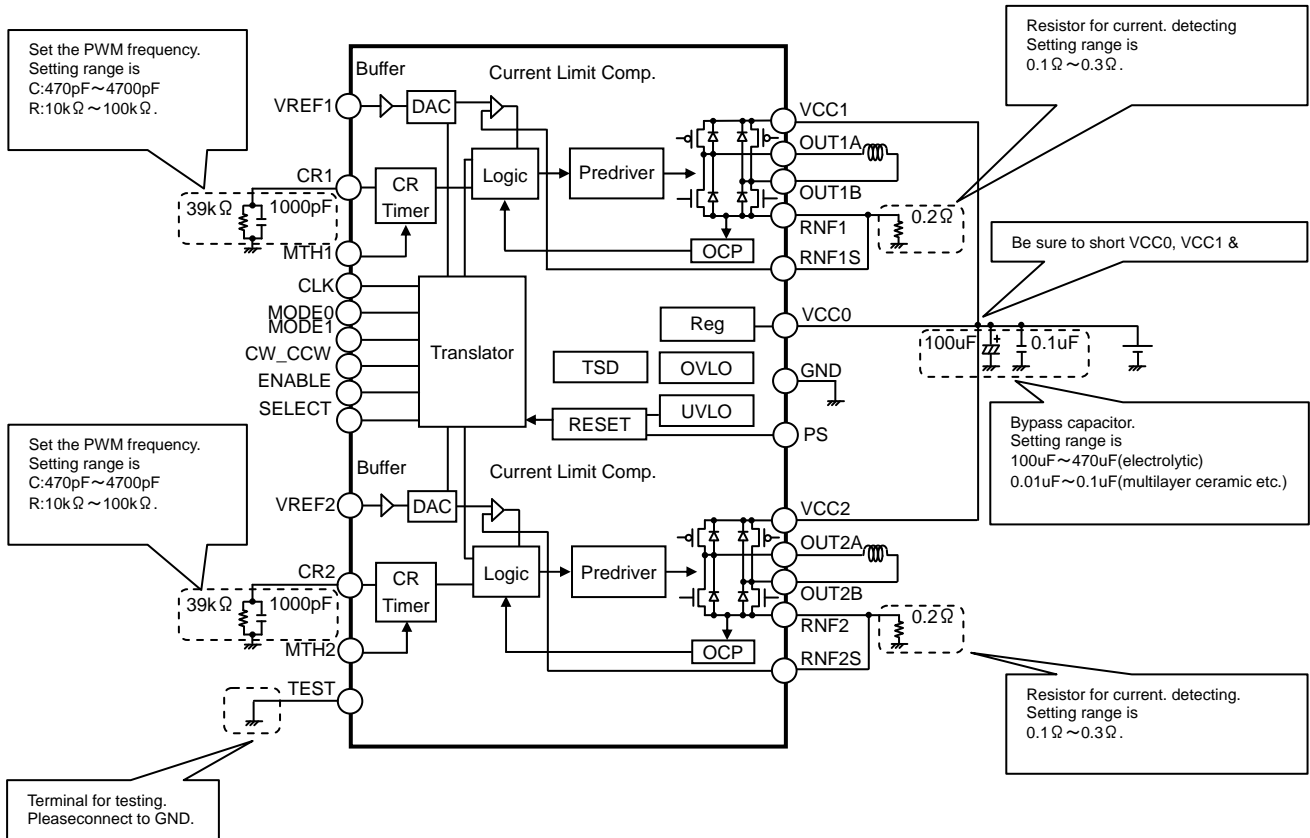 Set the PWM frequency.
Setting range is
C:470pF～4700pF
R:10kΩ～100kΩ.
Resistor for current. detecting
Setting range is
0.1Ω～0.3Ω.
Buffer
Current Limit Comp.
VREF1
DAC
VCC1
OUT1A
OUT1B
CR1
CR
Timer
Logic
Predriver
39kΩ
1000pF
RNF1
0.2Ω
MTH1
OCP
RNF1S
Be sure to short VCC0, VCC1 &
CLK
MODE0
MODE1
CW_CCW
ENABLE
SELECT
Translator
Reg
VCC0
100uF
+
0.1uF
TSD
OVLO
GND
RESET
UVLO
PS
Bypass capacitor.
Setting range is
100uF～470uF(electrolytic)
0.01uF～0.1uF(multilayer ceramic etc.)
Set the PWM frequency.
Setting range is
C:470pF～4700pF
R:10kΩ～100kΩ.
Buffer
Current Limit Comp.
VREF2
DAC
VCC2
OUT2A
OUT2B
CR2
CR
Timer
Logic
Predriver
39kΩ
1000pF
RNF2
0.2Ω
MTH2
OCP
RNF2S
TEST
Resistor for current. detecting.
Setting range is
0.1Ω～0.3Ω.
Terminal for testing.
Pleaseconnect to GND.